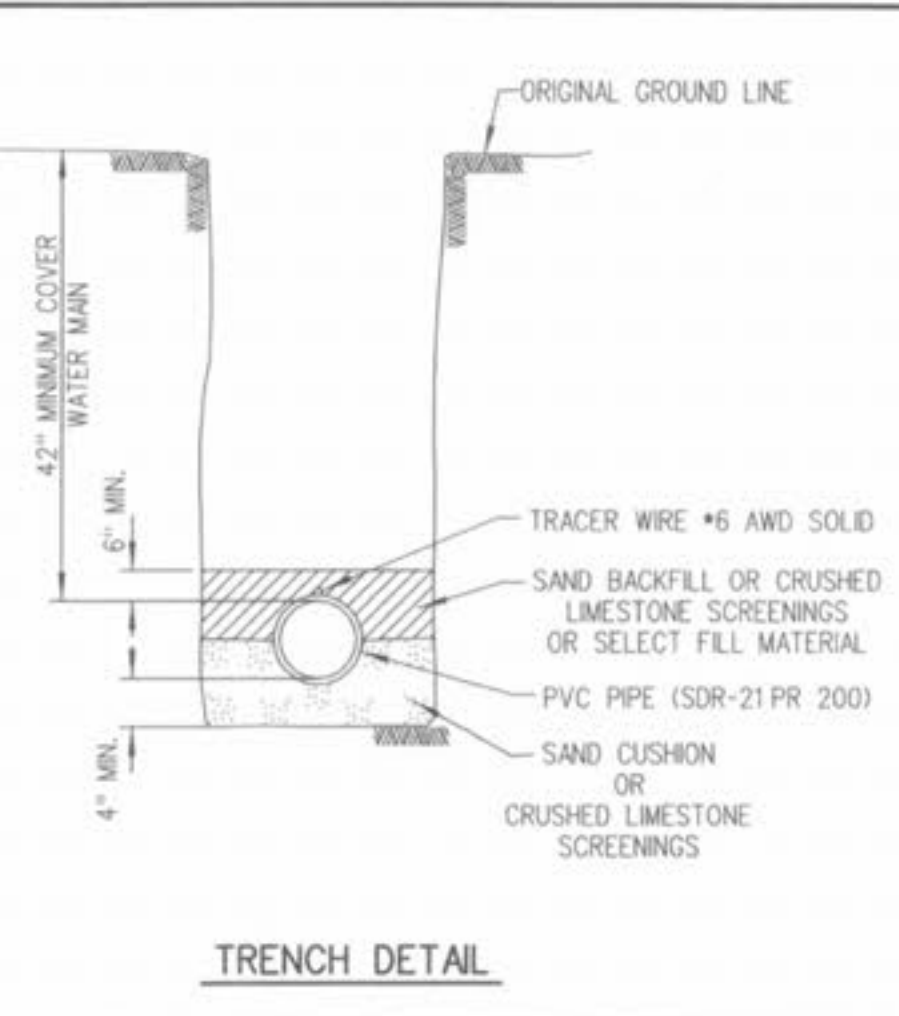 ORIGINAL GROUND LINE
42" MINIMUM COVER
WATER MAIN
6" MIN.
TRACER WIRE #6 AWD SOLID
SAND BACKFILL OR CRUSHED
LIMESTONE SCREENINGS
OR SELECT FILL MATERIAL
PVC PIPE (SDR-21 PR 200)
4" MIN.
SAND CUSHION
OR
CRUSHED LIMESTONE
SCREENINGS
TRENCH DETAIL